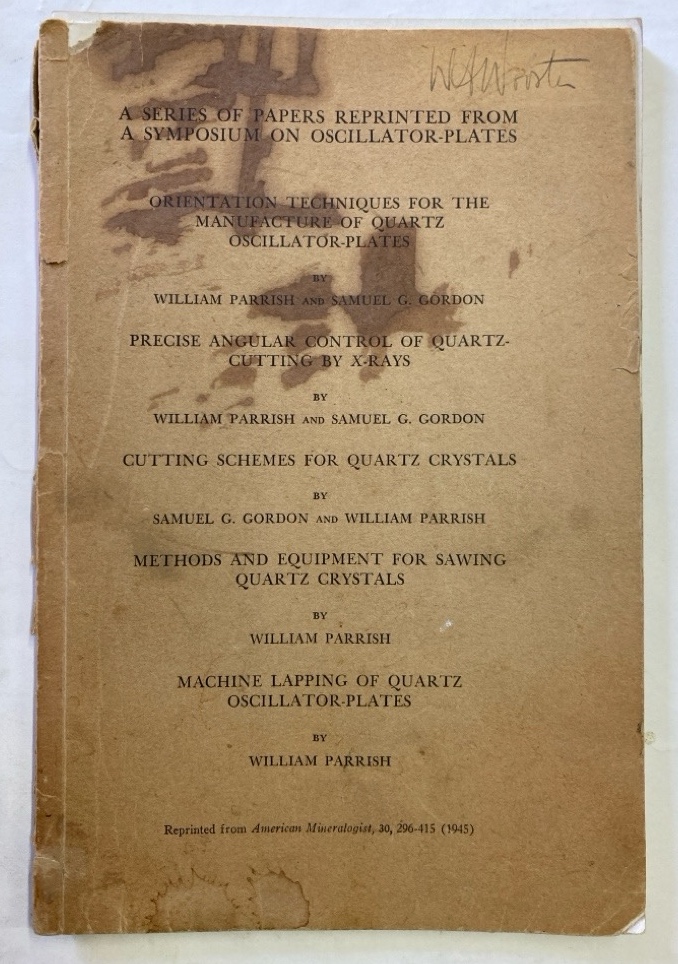 W A Wooster
A SERIES OF PAPERS REPRINTED FROM
A SYMPOSIUM ON OSCILLATOR-PLATES
ORIENTATION TECHNIQUES FOR THE
MANUFACTURE OF QUARTZ
OSCILLATOR-PLATES
BY
WILLIAM PARRISH AND SAMUEL G. GORDON
PRECISE ANGULAR CONTROL OF QUARTZ-
CUTTING BY X-RAYS
BY
WILLIAM PARRISH AND SAMUEL G. GORDON
CUTTING SCHEMES FOR QUARTZ CRYSTALS
BY
SAMUEL G. GORDON AND WILLIAM PARRISH
METHODS AND EQUIPMENT FOR SAWING
QUARTZ CRYSTALS
BY
WILLIAM PARRISH
MACHINE LAPPING OF QUARTZ
OSCILLATOR-PLATES
BY
WILLIAM PARRISH
Reprinted from American Mineralogist, 30, 296-415 (1945)